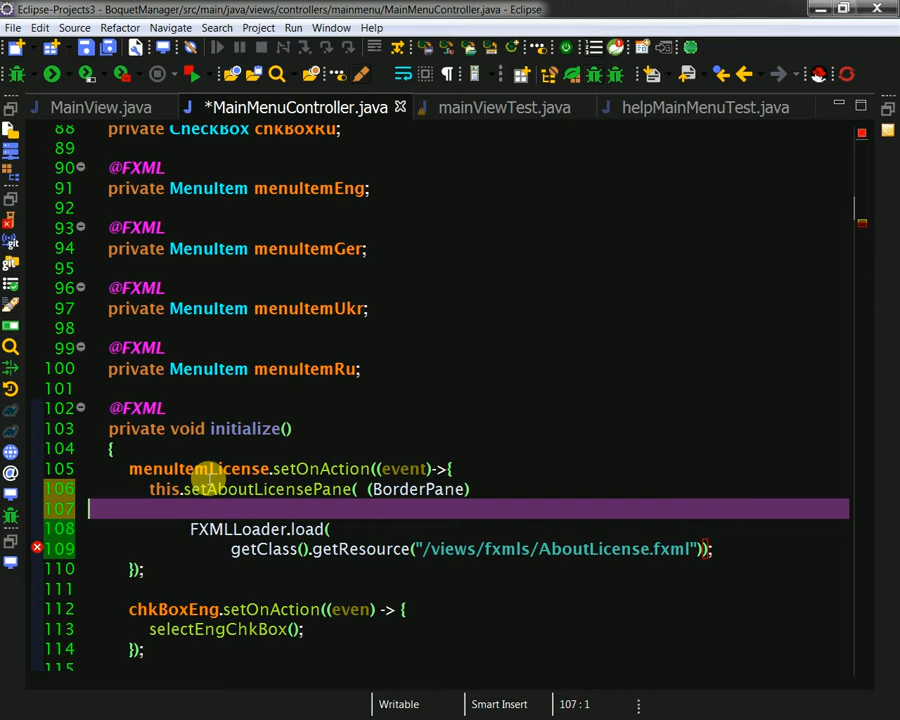 Eclipse-Projects3 - BoquetManager/src/main/java/views/controllers/mainmenu/MainMenuController.java - Eclipse
File Edit Source Refactor Navigate Search Project Run Window Help
MainView.java *MainMenuController.java mainViewTest.java helpMainMenuTest.java
88 private CheckBox chkBoxRu;
89
90 @FXML
91 private MenuItem menuItemEng;
92
93 @FXML
94 private MenuItem menuItemGer;
95
96 @FXML
97 private MenuItem menuItemUkr;
98
99 @FXML
100 private MenuItem menuItemRu;
101
102 @FXML
103 private void initialize()
104 {
105 menuItemLicense.setOnAction((event)->{
106 this.setAboutLicensePane( (BorderPane)
107
108 FXMLLoader.load(
109 getClass().getResource("/views/fxmls/AboutLicense.fxml"));
110 });
111
112 chkBoxEng.setOnAction((even) -> {
113 selectEngChkBox();
114 });
115
Writable Smart Insert 107 : 1